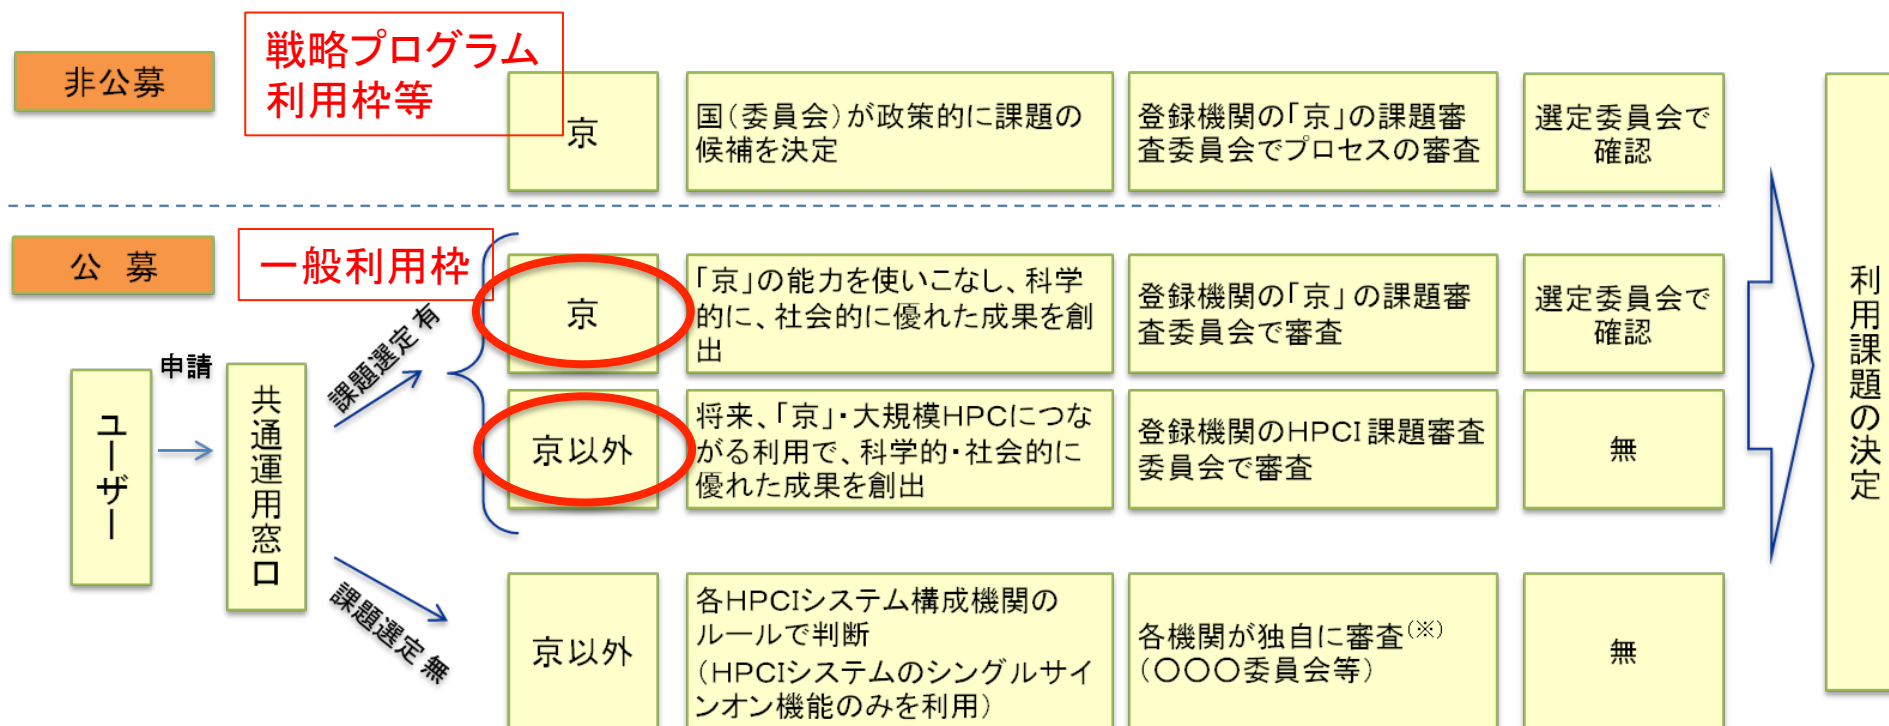 非公募
戦略プログラム
利用枠等
京
国(委員会)が政策的に課題の
候補を決定
登録機関の「京」の課題審
査委員会でプロセスの審査
選定委員会で
確認
公 募
一般利用枠
京
「京」の能力を使いこなし、科学
的に、社会的に優れた成果を創
出
登録機関の「京」の課題審
査委員会で審査
選定委員会で
確認
課題選定 有
申請
ユーザー
共通運用窓口
京以外
将来、「京」・大規模HPCにつな
がる利用で、科学的・社会的に
優れた成果を創出
登録機関のHPCI 課題審査
委員会で審査
無
課題選定 無
京以外
各HPCIシステム構成機関の
ルールで判断
(HPCIシステムのシングルサイ
ンオン機能のみを利用)
各機関が独自に審査(※)
(〇〇〇委員会等)
無
利用課題の決定